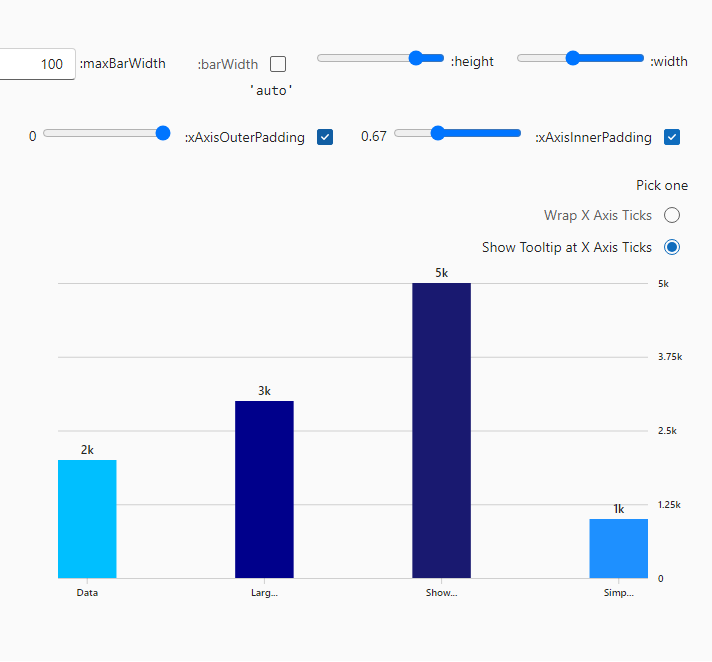 100 :maxBarWidth :barWidth :height :width
'auto'
0 :xAxisOuterPadding 0.67 :xAxisInnerPadding
Pick one
Wrap X Axis Ticks
Show Tooltip at X Axis Ticks
5k
5k
3.75k
3k
2.5k
2k
1.25k
1k
0
Data Larg... Show... Simp...